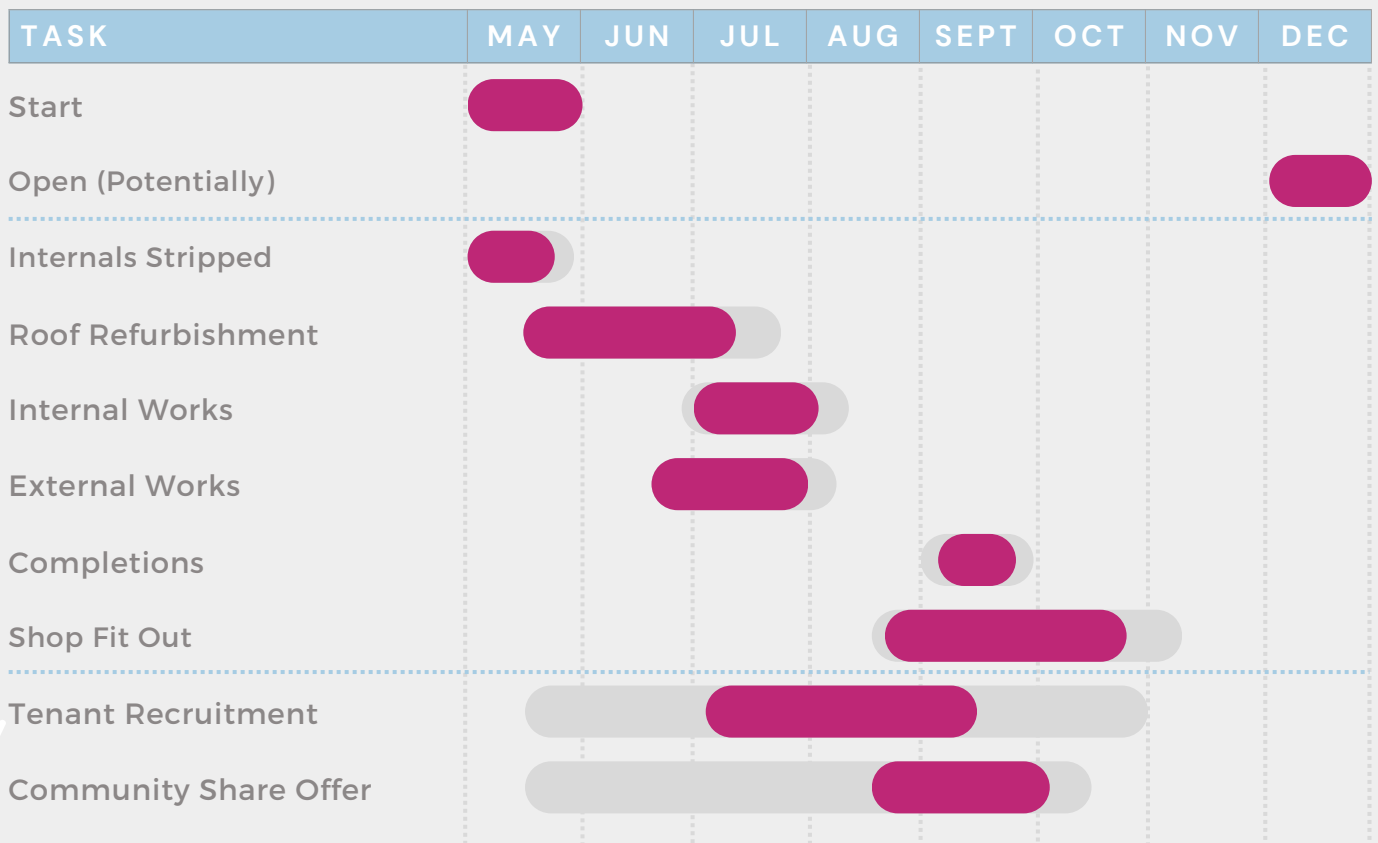 TASK MAY JUN JUL AUG SEPT OCT NOV DEC
Start
Open (Potentially)
Internals Stripped
Roof Refurbishment
Internal Works
External Works
Completions
Shop Fit Out
Tenant Recruitment
Community Share Offer